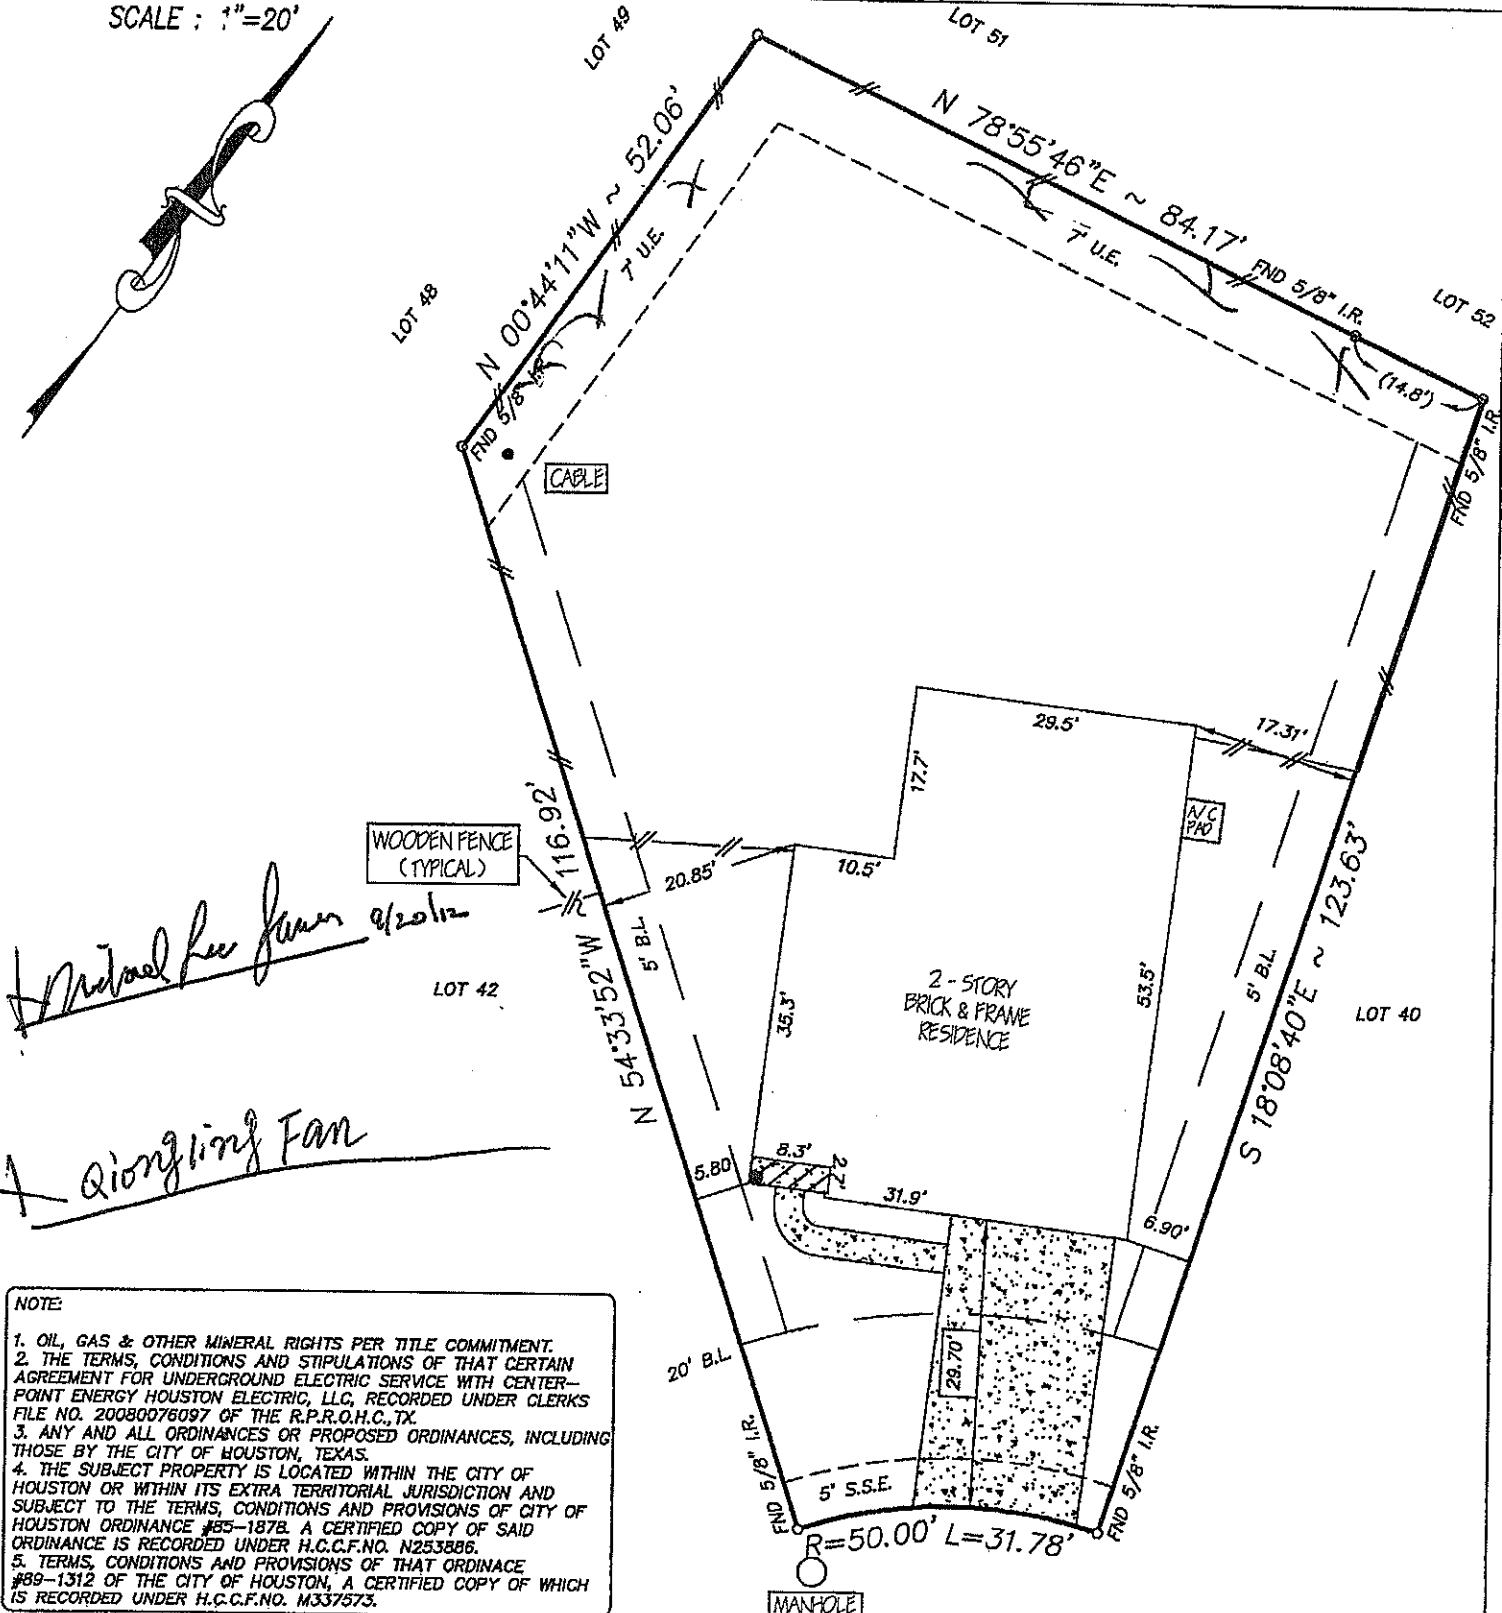 SCALE : 1"=20'
LOT 49
LOT 51
N 00°44'11"W ~ 52.06'
N 78°55'46"E ~ 84.17'
7' U.E.
7' U.E.
FND 5/8" I.R.
LOT 52
(14.8')
LOT 48
FND 5/8" I.R.
FND 5/8" I.R.
CABLE
29.5'
17.31'
17.7'
A/C
PAD
WOODEN FENCE
(TYPICAL)
10.5'
20.85'
N 54°33'52"W ~ 116.92'
S 18°08'40"E ~ 123.63'
5' B.L.
5' B.L.
9/20/12
LOT 42
35.3'
2 - STORY
BRICK & FRAME
RESIDENCE
53.5'
LOT 40
Qiongling Fan
5.80
8.3'
2.7'
31.9'
6.90'
20' B.L.
29.70'
FND 5/8" I.R.
5' S.S.E.
FND 5/8" I.R.
R=50.00' L=31.78'
MANHOLE
NOTE:
1. OIL, GAS & OTHER MINERAL RIGHTS PER TITLE COMMITMENT.
2. THE TERMS, CONDITIONS AND STIPULATIONS OF THAT CERTAIN
AGREEMENT FOR UNDERGROUND ELECTRIC SERVICE WITH CENTER-
POINT ENERGY HOUSTON ELECTRIC, LLC, RECORDED UNDER CLERKS
FILE NO. 20080076097 OF THE R.P.R.O.H.C.,TX.
3. ANY AND ALL ORDINANCES OR PROPOSED ORDINANCES, INCLUDING
THOSE BY THE CITY OF HOUSTON, TEXAS.
4. THE SUBJECT PROPERTY IS LOCATED WITHIN THE CITY OF
HOUSTON OR WITHIN ITS EXTRA TERRITORIAL JURISDICTION AND
SUBJECT TO THE TERMS, CONDITIONS AND PROVISIONS OF CITY OF
HOUSTON ORDINANCE #85-1878. A CERTIFIED COPY OF SAID
ORDINANCE IS RECORDED UNDER H.C.C.F.NO. N253886.
5. TERMS, CONDITIONS AND PROVISIONS OF THAT ORDINACE
#89-1312 OF THE CITY OF HOUSTON, A CERTIFIED COPY OF WHICH
IS RECORDED UNDER H.C.C.F.NO. M337573.